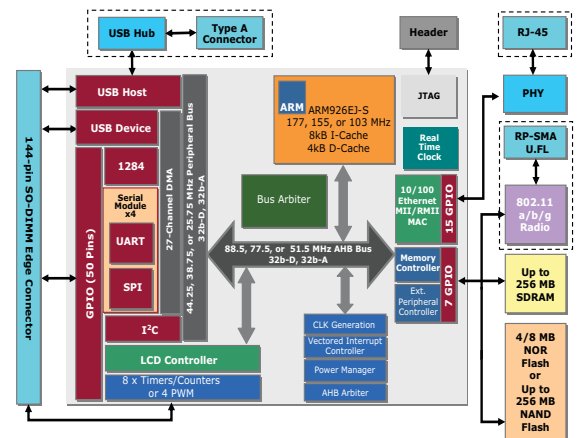 USB Hub
Type A
Connector
Header
RJ-45
USB Host
USB Device
1284
Serial
Module
x4
UART
SPI
I²C
GPIO (50 Pins)
27-Channel DMA
44.25, 38.75, or 25.75 MHz Peripheral Bus
32b-D, 32b-A
144-pin SO-DIMM Edge Connector
ARM
ARM926EJ-S
177, 155, or 103 MHz
8kB I-Cache
4kB D-Cache
JTAG
Real
Time
Clock
PHY
RP-SMA
U.FL
Bus Arbiter
10/100
Ethernet
MII/RMII
MAC
15 GPIO
802.11
a/b/g
Radio
88.5, 77.5, or 51.5 MHz AHB Bus
32b-D, 32b-A
Memory
Controller
Ext.
Peripheral
Controller
7 GPIO
Up to
256 MB
SDRAM
LCD Controller
8 x Timers/Counters
or 4 PWM
CLK Generation
Vectored Interrupt
Controller
Power Manager
AHB Arbiter
4/8 MB
NOR
Flash
or
Up to
256 MB
NAND
Flash